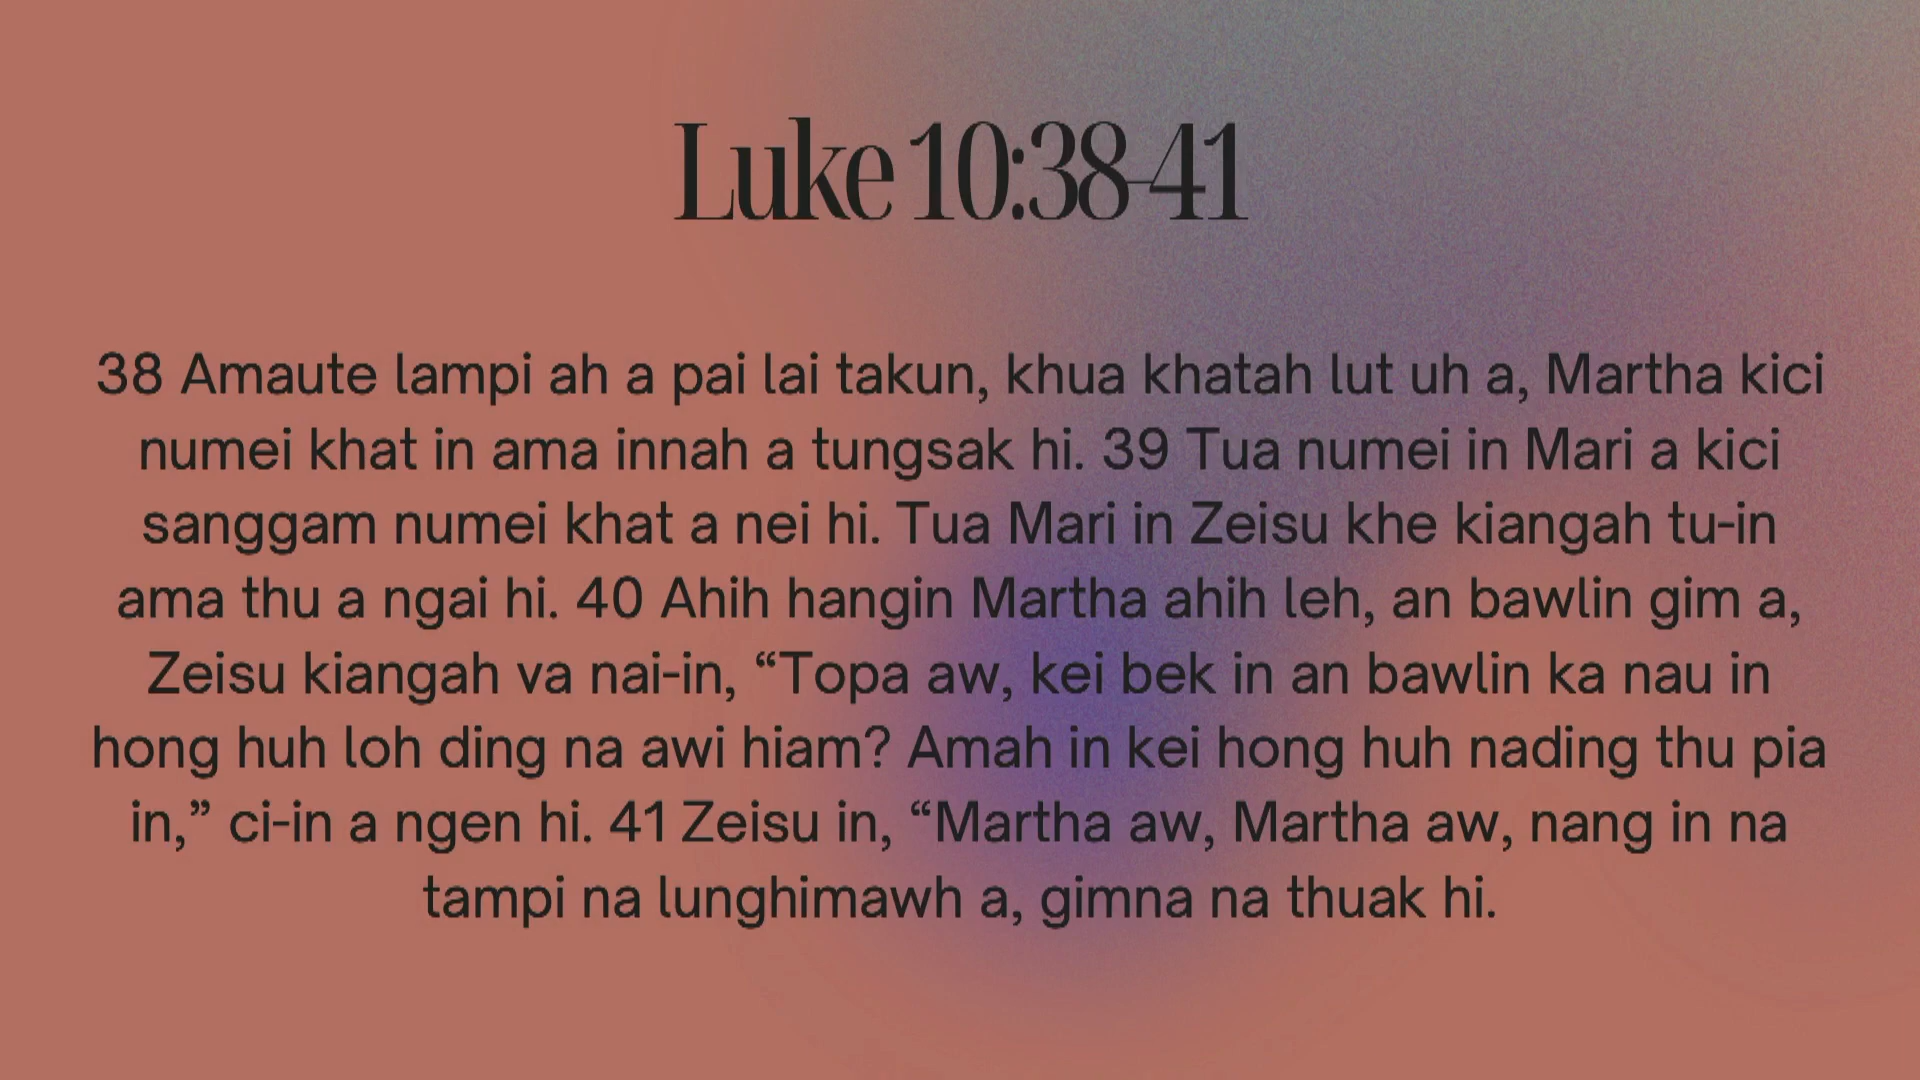 Luke 10:38-41
38 Amaute lampi ah a pai lai takun, khua khatah lut uh a, Martha kici
numei khat in ama innah a tungsak hi. 39 Tua numei in Mari a kici
sanggam numei khat a nei hi. Tua Mari in Zeisu khe kiangah tu-in
ama thu a ngai hi. 40 Ahih hangin Martha ahih leh, an bawlin gim a,
Zeisu kiangah va nai-in, “Topa aw, kei bek in an bawlin ka nau in
hong huh loh ding na awi hiam? Amah in kei hong huh nading thu pia
in,” ci-in a ngen hi. 41 Zeisu in, “Martha aw, Martha aw, nang in na
tampi na lunghimawh a, gimna na thuak hi.